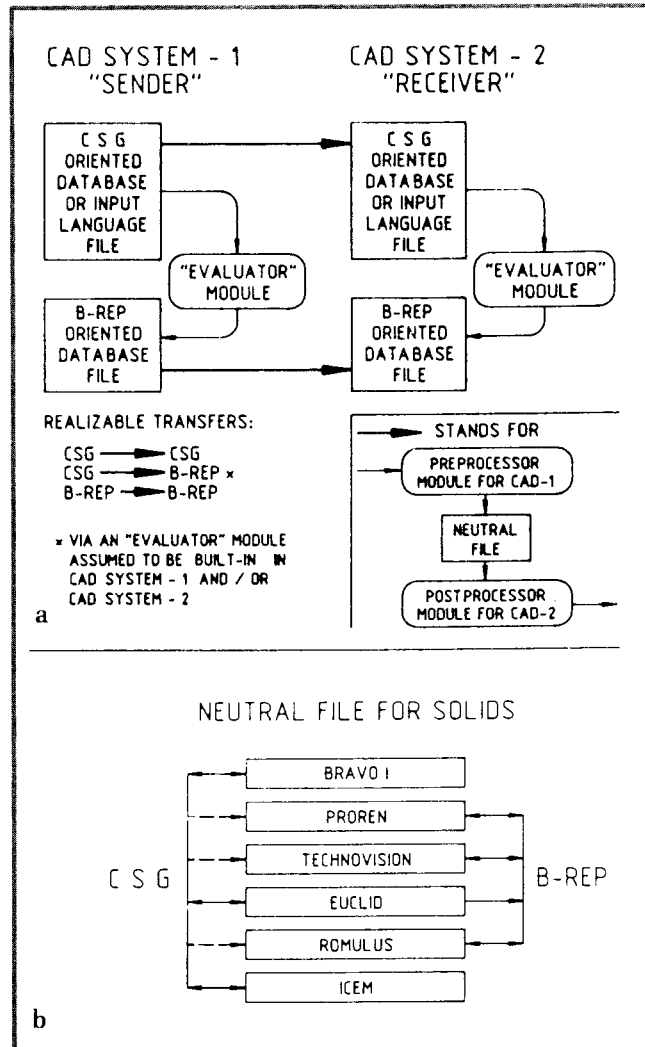 CAD SYSTEM - 1
"SENDER"
CAD SYSTEM - 2
"RECEIVER"
C S G
ORIENTED
DATABASE
OR INPUT
LANGUAGE
FILE
C S G
ORIENTED
DATABASE
OR INPUT
LANGUAGE
FILE
"EVALUATOR"
MODULE
"EVALUATOR"
MODULE
B-REP
ORIENTED
DATABASE
FILE
B-REP
ORIENTED
DATABASE
FILE
REALIZABLE TRANSFERS:
CSG CSG
CSG B-REP *
B-REP B-REP
* VIA AN "EVALUATOR" MODULE
ASSUMED TO BE BUILT-IN IN
CAD SYSTEM - 1 AND / OR
CAD SYSTEM - 2
STANDS FOR
PREPROCESSOR
MODULE FOR CAD-1
NEUTRAL
FILE
POSTPROCESSOR
MODULE FOR CAD-2
a
NEUTRAL FILE FOR SOLIDS
BRAVO I
PROREN
TECHNOVISION
C S G
B-REP
EUCLID
ROMULUS
ICEM
b